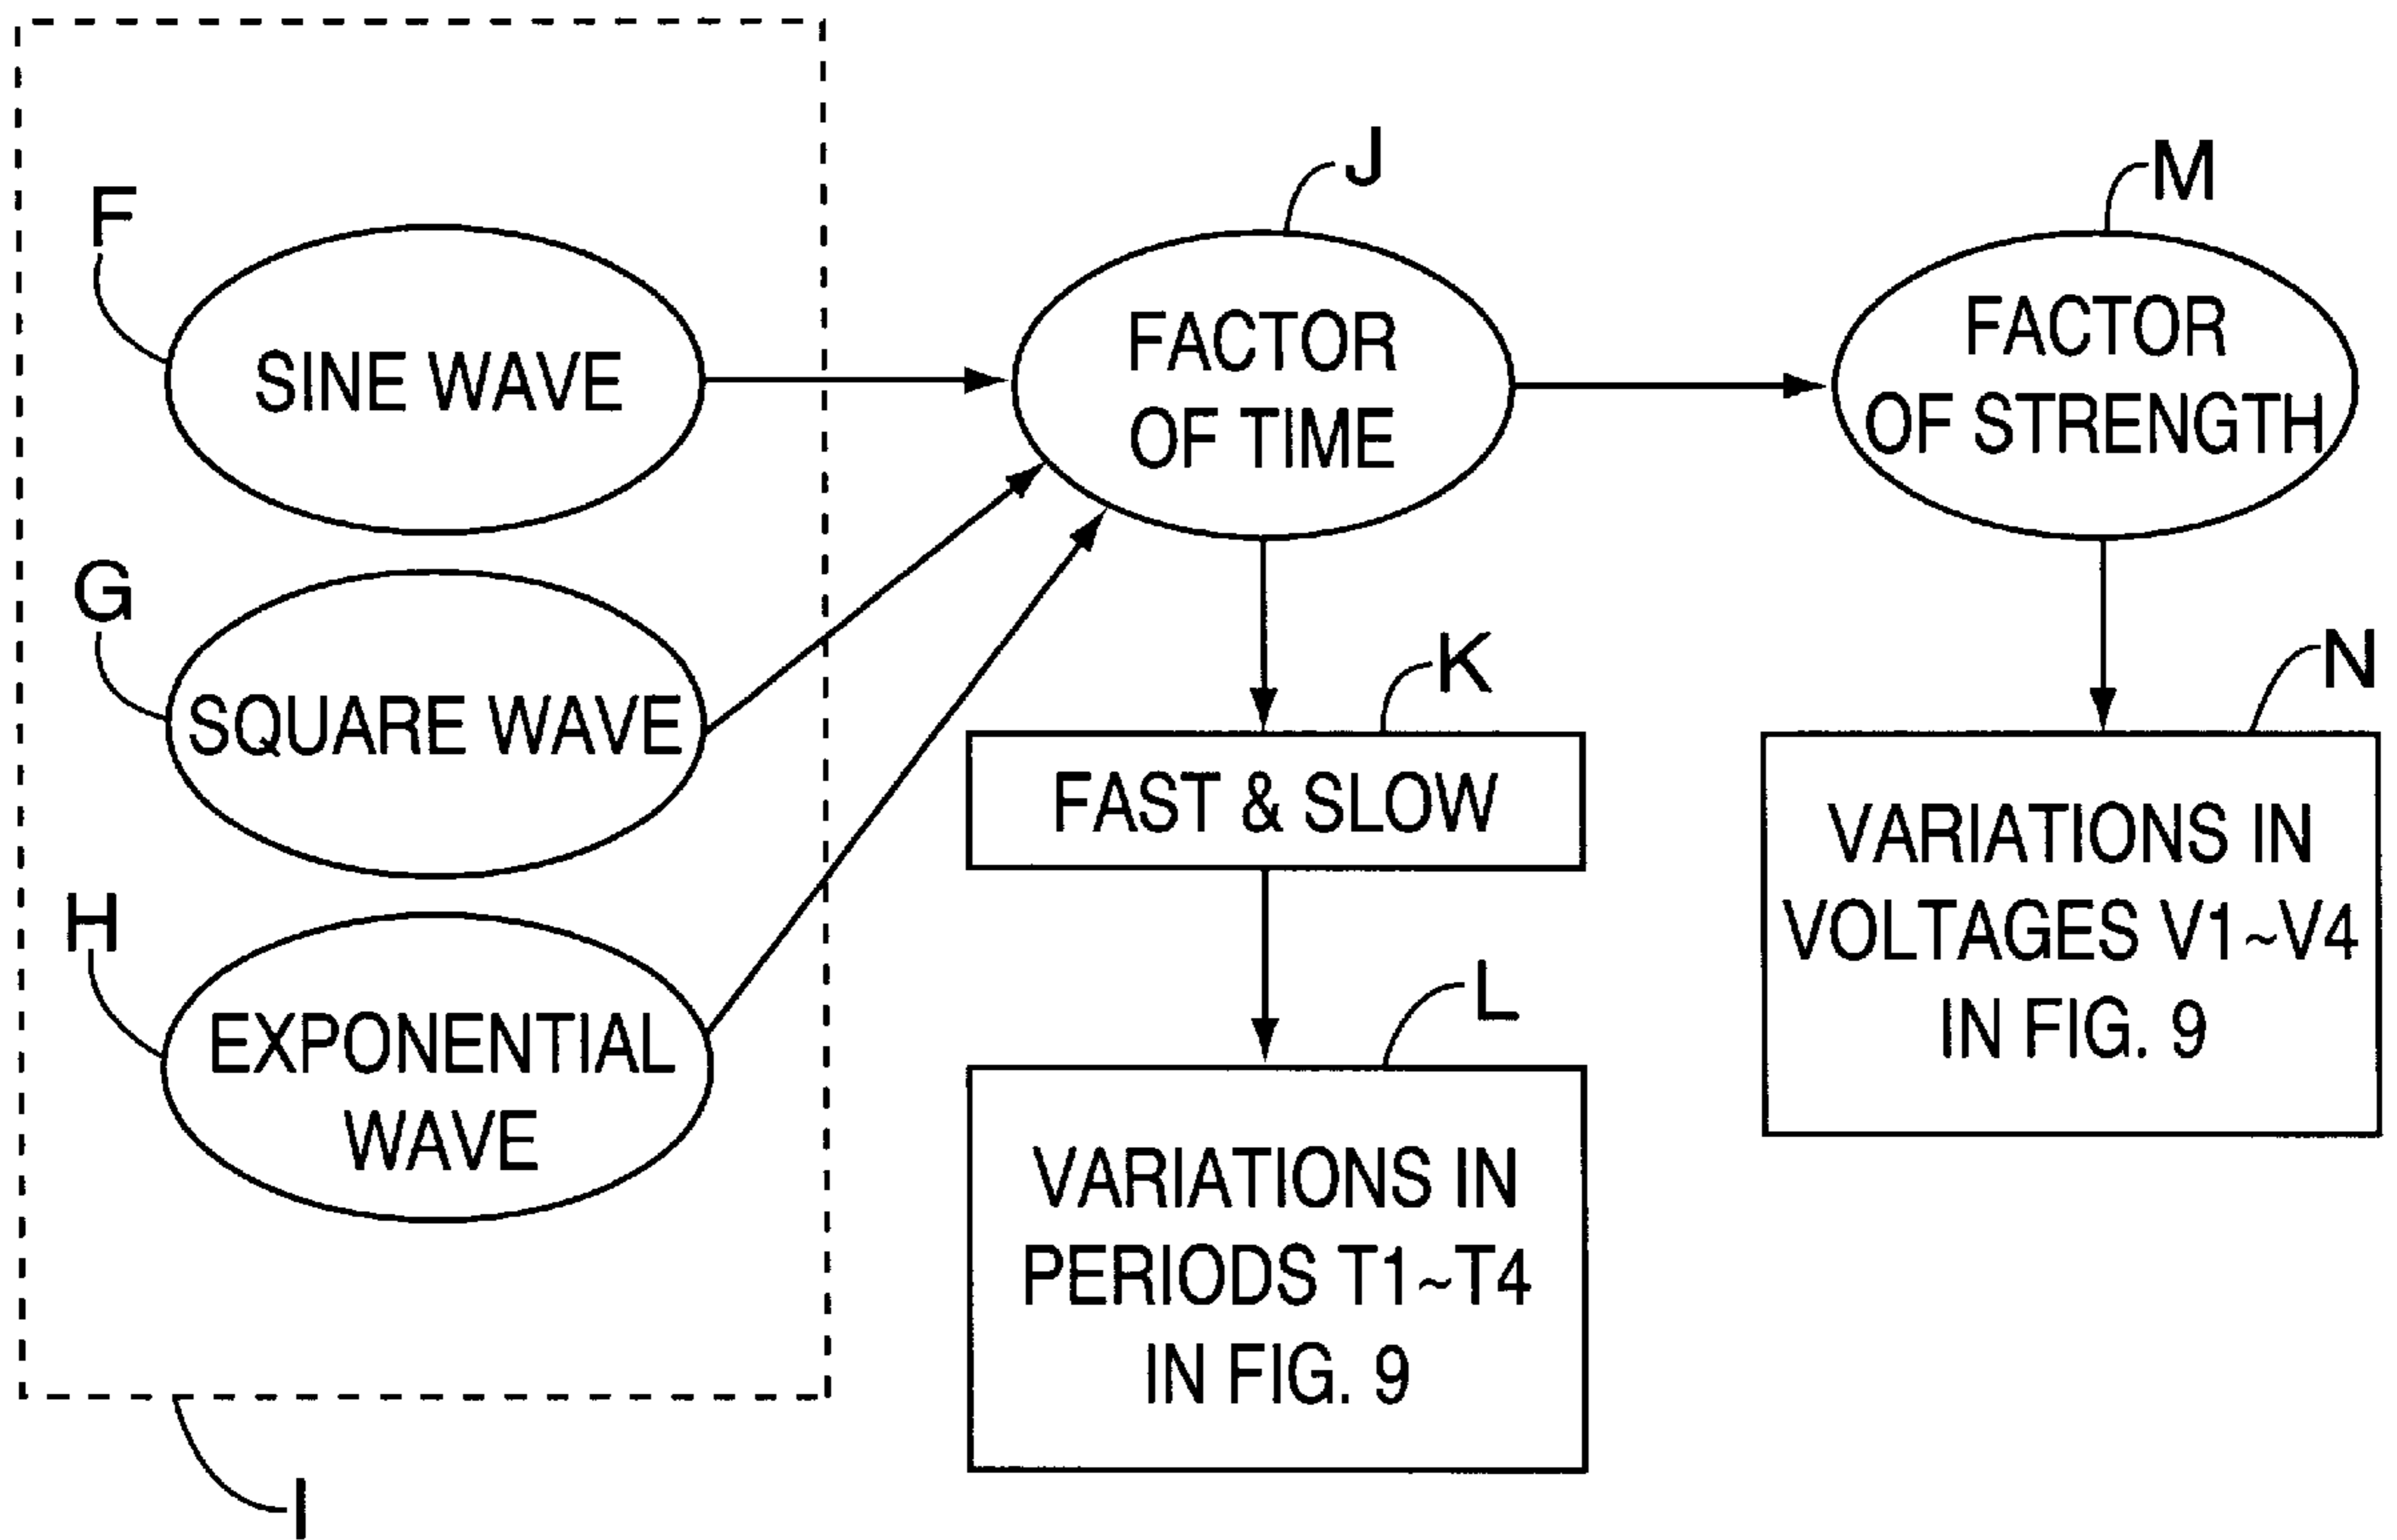 F
SINE WAVE
G
SQUARE WAVE
H
EXPONENTIAL
WAVE
I
J
FACTOR
OF TIME
K
FAST & SLOW
L
VARIATIONS IN
PERIODS T1~T4
IN FIG. 9
M
FACTOR
OF STRENGTH
N
VARIATIONS IN
VOLTAGES V1~V4
IN FIG. 9